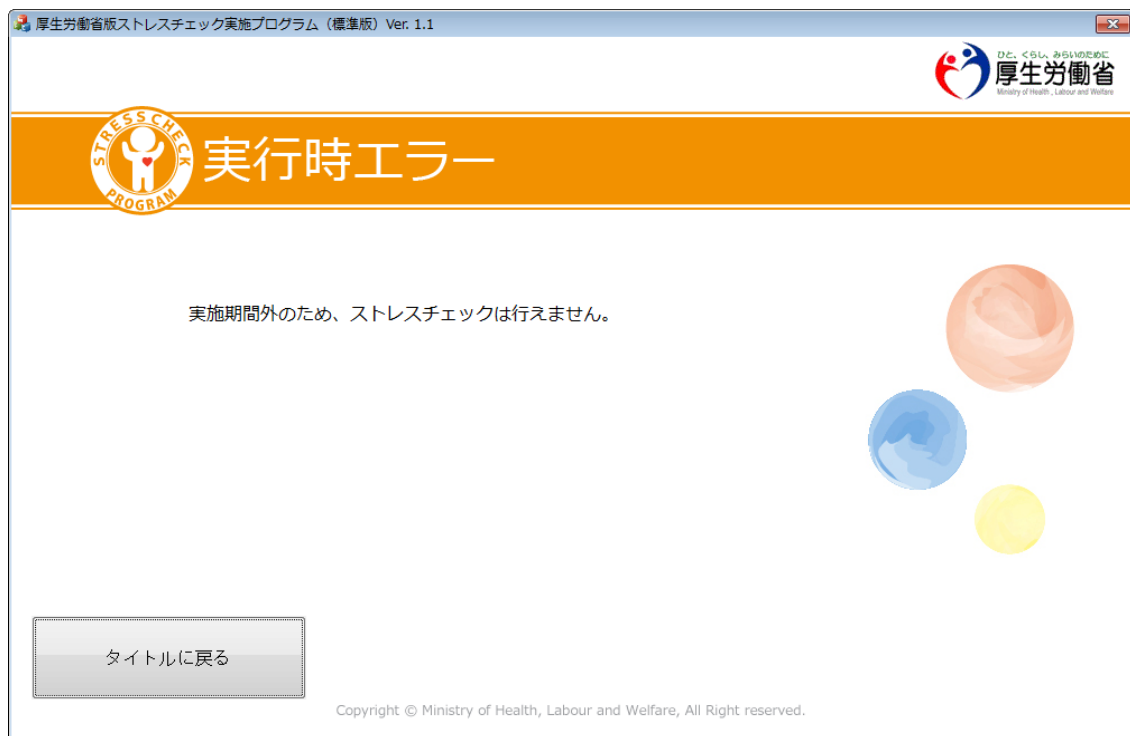 厚生労働省版ストレスチェック実施プログラム（標準版）Ver. 1.1
ひと、くらし、みらいのために
厚生労働省
Ministry of Health , Labour and Welfare
STRESS CHECK
PROGRAM
実行時エラー
実施期間外のため、ストレスチェックは行えません。
タイトルに戻る
Copyright © Ministry of Health, Labour and Welfare, All Right reserved.